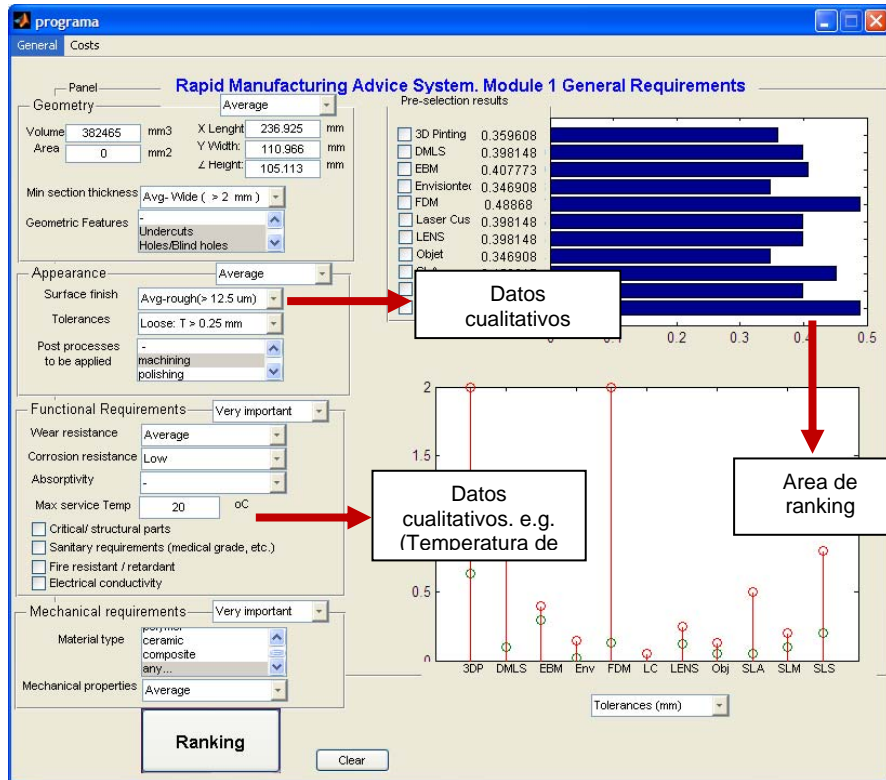 programa
General Costs
Panel
Rapid Manufacturing Advice System. Module 1 General Requirements
Geometry
Average
Volume 382465 mm3
Area 0 mm2
X Lenght 236.925 mm
Y Width: 110.966 mm
Z Height: 105.113 mm
Min section thickness Avg- Wide ( > 2 mm )
Geometric Features
-
Undercuts
Holes/Blind holes
Appearance
Average
Surface finish Avg-rough(> 12.5 um)
Tolerances Loose: T > 0.25 mm
Post processes
to be applied
-
machining
polishing
Functional Requirements
Very important
Wear resistance Average
Corrosion resistance Low
Absorptivity -
Max service Temp 20 oC
Critical/ structural parts
Sanitary requirements (medical grade, etc.)
Fire resistant / retardant
Electrical conductivity
Mechanical requirements
Very important
Material type
ceramic
composite
any...
Mechanical properties Average
Ranking
Clear
Pre-selection results
3D Pinting 0.359608
DMLS 0.398148
EBM 0.407773
Envisiontec 0.346908
FDM 0.48868
Laser Cus 0.398148
LENS 0.398148
Objet 0.346908
SLA
0.1 0.2 0.3 0.4 0.5
Datos
cualitativos
Area de
ranking
Datos
cualitativos. e.g.
(Temperatura de
2
1.5
0.5
0
3DP DMLS EBM Env FDM LC LENS Obj SLA SLM SLS
Tolerances (mm)